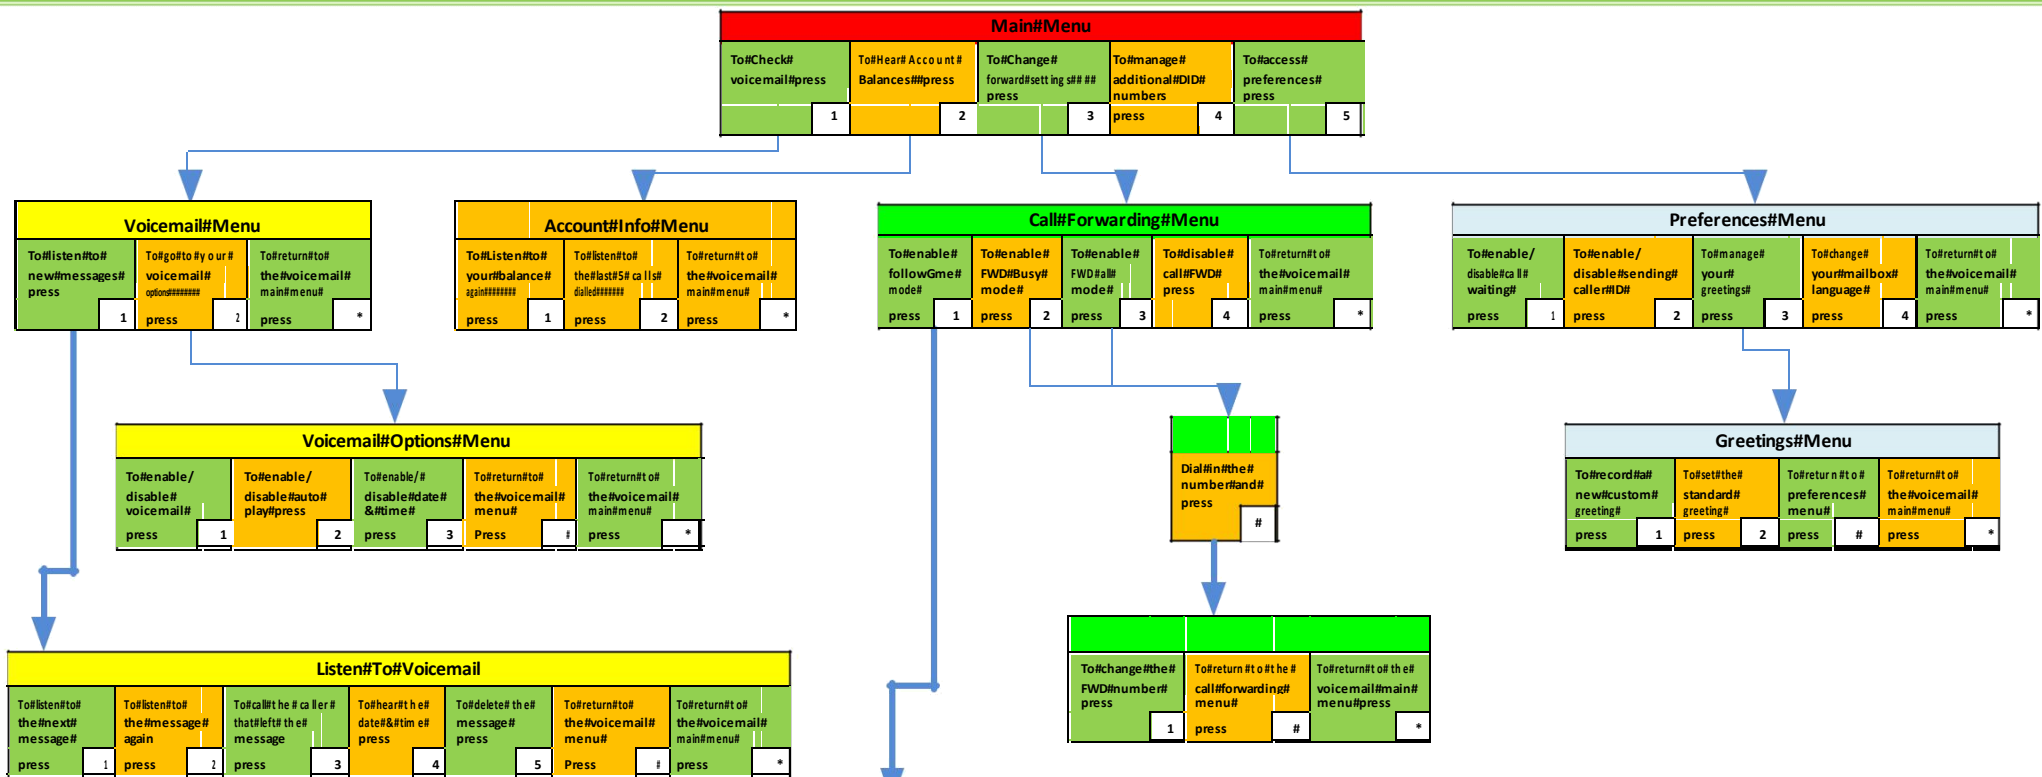 Main#Menu
To#Check#
voicemail#press
1
To#Hear#Account#
Balances##press
2
To#Change#
forward#settings####
press
3
To#manage#
additional#DID#
numbers
press
4
To#access#
preferences#
press
5
Voicemail#Menu
To#listen#to#
new#messages#
press
1
To#go#to#your#
voicemail#
options########
press
2
To#return#to#
the#voicemail#
main#menu#
press
*
Account#Info#Menu
To#Listen#to#
your#balance#
again########
press
1
To#listen#to#
the#last#5#calls#
dialled#######
press
2
To#return#to#
the#voicemail#
main#menu#
press
*
Call#Forwarding#Menu
To#enable#
followGme#
mode#
press
1
To#enable#
FWD#Busy#
mode#
press
2
To#enable#
FWD#all#
mode#
press
3
To#disable#
call#FWD#
press
4
To#return#to#
the#voicemail#
main#menu#
press
*
Preferences#Menu
To#enable/
disable#call#
waiting#
press
1
To#enable/
disable#sending#
caller#ID#
press
2
To#manage#
your#
greetings#
press
3
To#change#
your#mailbox#
language#
press
4
To#return#to#
the#voicemail#
main#menu#
press
*
Voicemail#Options#Menu
To#enable/
disable#
voicemail#
press
1
To#enable/
disable#auto#
play#press
2
To#enable/#
disable#date#
&#time#
press
3
To#return#to#
the#voicemail#
menu#
Press
#
To#return#to#
the#voicemail#
main#menu#
press
*
Dial#in#the#
number#and#
press
#
Greetings#Menu
To#record#a#
new#custom#
greeting#
press
1
To#set#the#
standard#
greeting#
press
2
To#return#to#
preferences#
menu#
press
#
To#return#to#
the#voicemail#
main#menu#
press
*
To#change#the#
FWD#number#
press
1
To#return#to#the#
call#forwarding#
menu#
press
#
To#return#to#the#
voicemail#main#
menu#press
*
Listen#To#Voicemail
To#listen#to#
the#next#
message#
press
1
To#listen#to#
the#message#
again
press
2
To#call#the#caller#
that#left#the#
message
press
3
To#hear#the#
date#&#time#
press
4
To#delete#the#
message#
press
5
To#return#to#
the#voicemail#
menu#
Press
#
To#return#to#
the#voicemail#
main#menu#
press
*